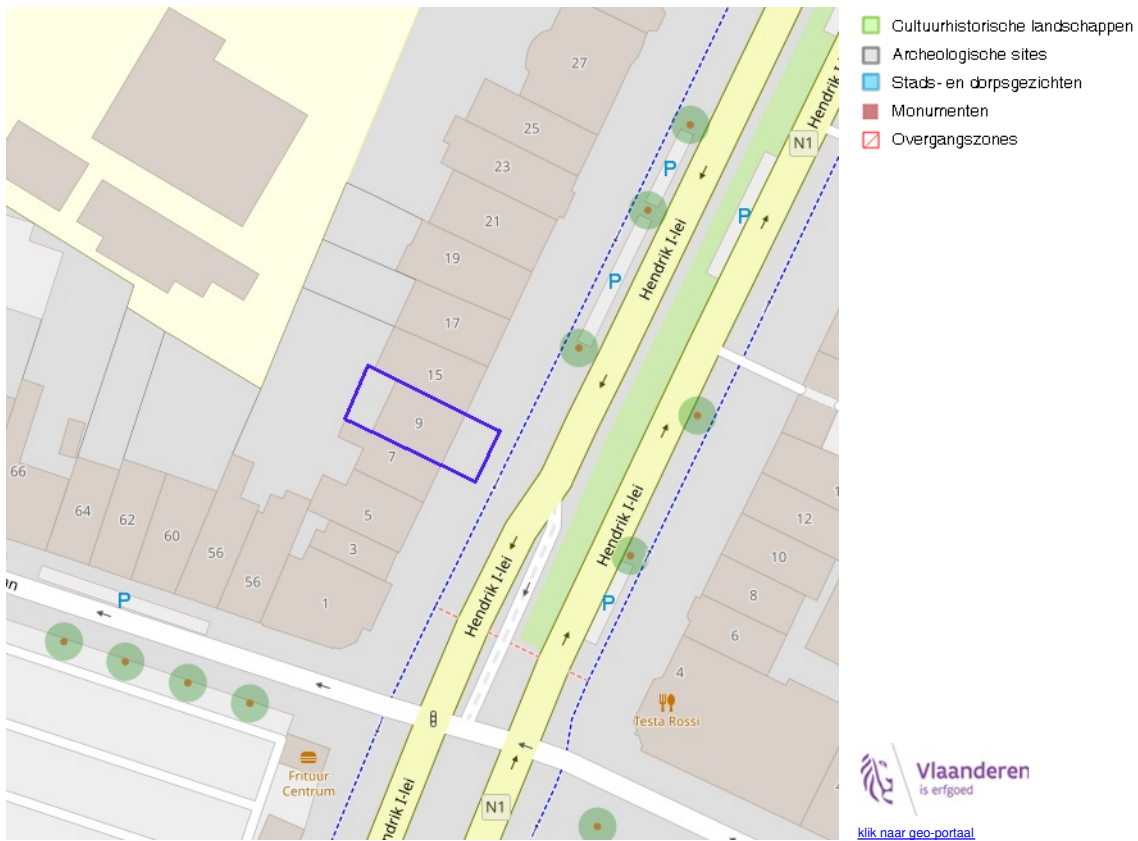 27
25
23
21
19
17
15
9
7
5
3
1
66
64
62
60
56
56
P
P
P
P
P
N1
N1
Hendrik I-lei
Hendrik I-lei
Hendrik I-lei
Hendrik I-lei
Hendrik
ndrik I-lei
nn
12
10
8
6
4
Testa Rossi
Frituur
Centrum
Cultuurhistorische landschappen
Archeologische sites
Stads- en dorpsgezichten
Monumenten
Overgangszones
Vlaanderen
is erfgoed
klik naar geo-portaal